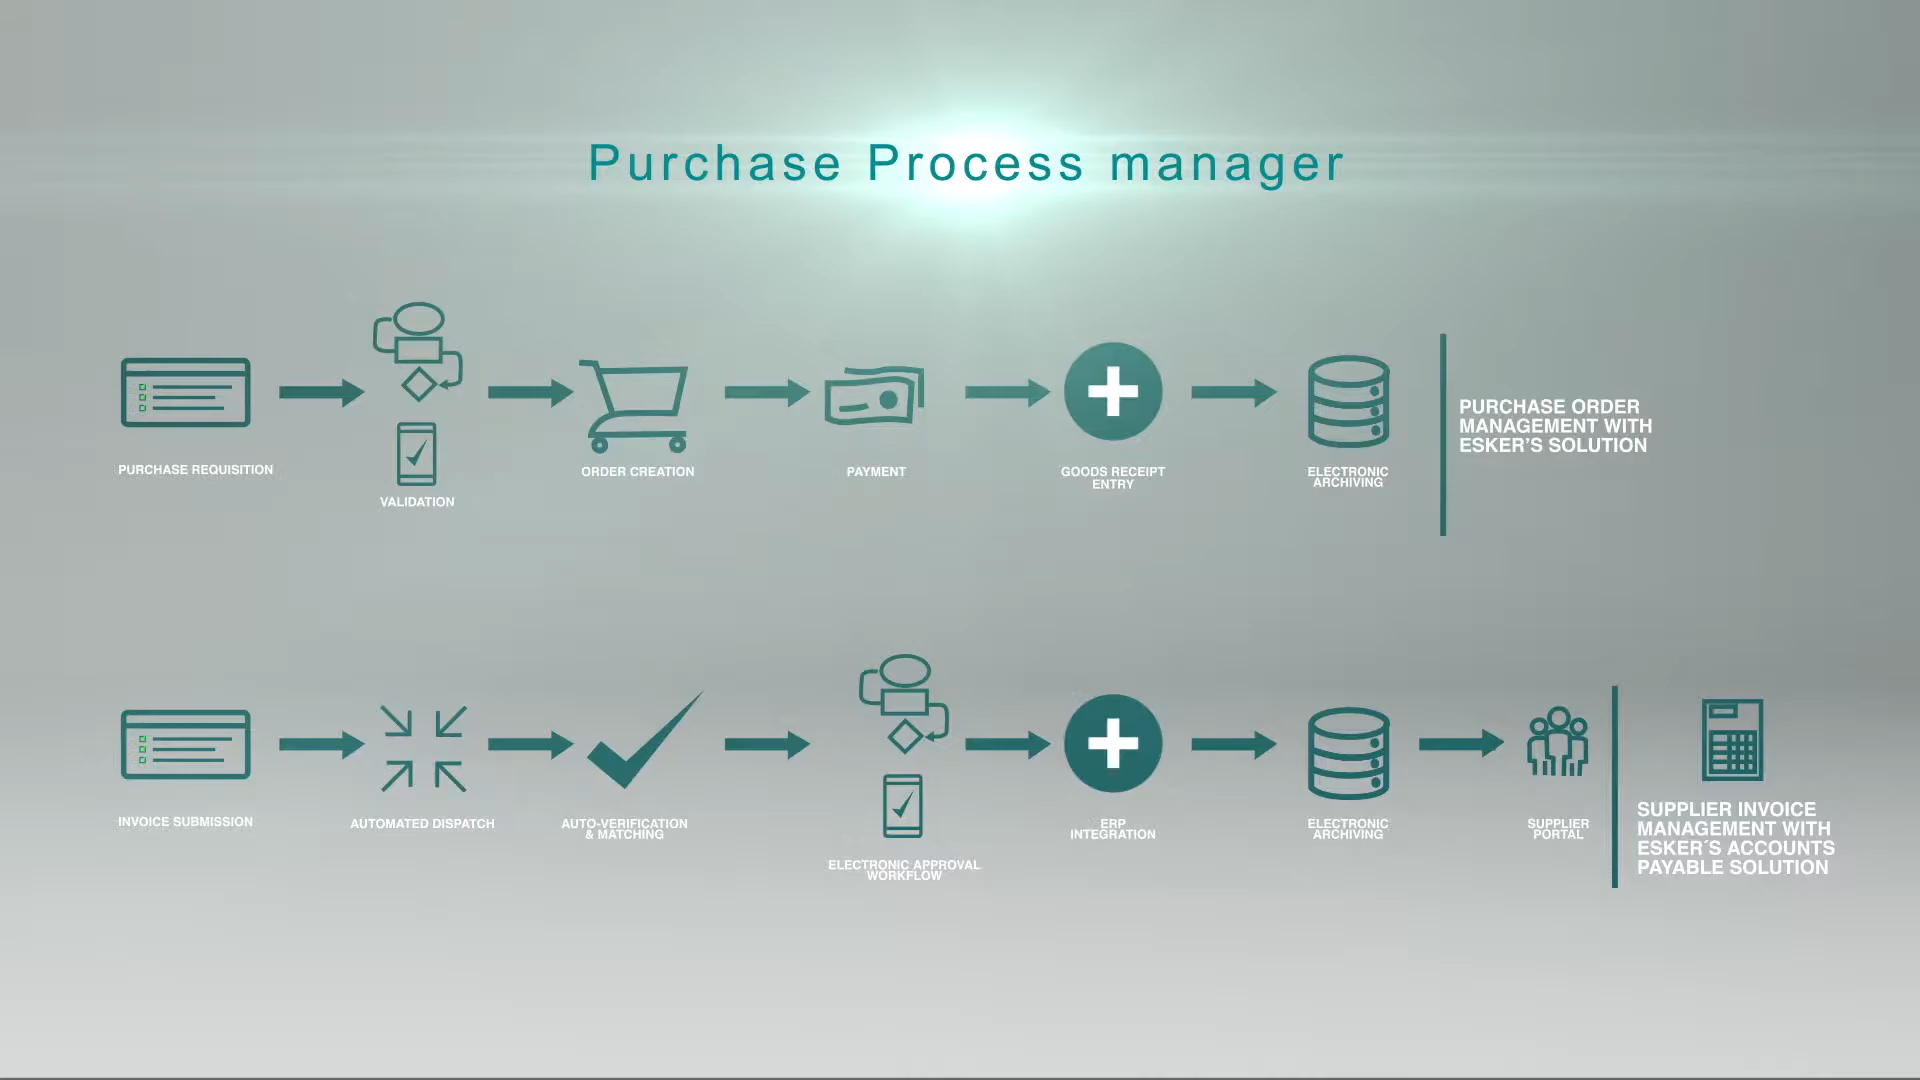 Purchase Process manager
PURCHASE REQUISITION
VALIDATION
ORDER CREATION
PAYMENT
GOODS RECEIPT
ENTRY
ELECTRONIC
ARCHIVING
PURCHASE ORDER
MANAGEMENT WITH
ESKER'S SOLUTION
INVOICE SUBMISSION
AUTOMATED DISPATCH
AUTO-VERIFICATION
& MATCHING
ELECTRONIC APPROVAL
WORKFLOW
ERP
INTEGRATION
ELECTRONIC
ARCHIVING
SUPPLIER
PORTAL
SUPPLIER INVOICE
MANAGEMENT WITH
ESKER´S ACCOUNTS
PAYABLE SOLUTION